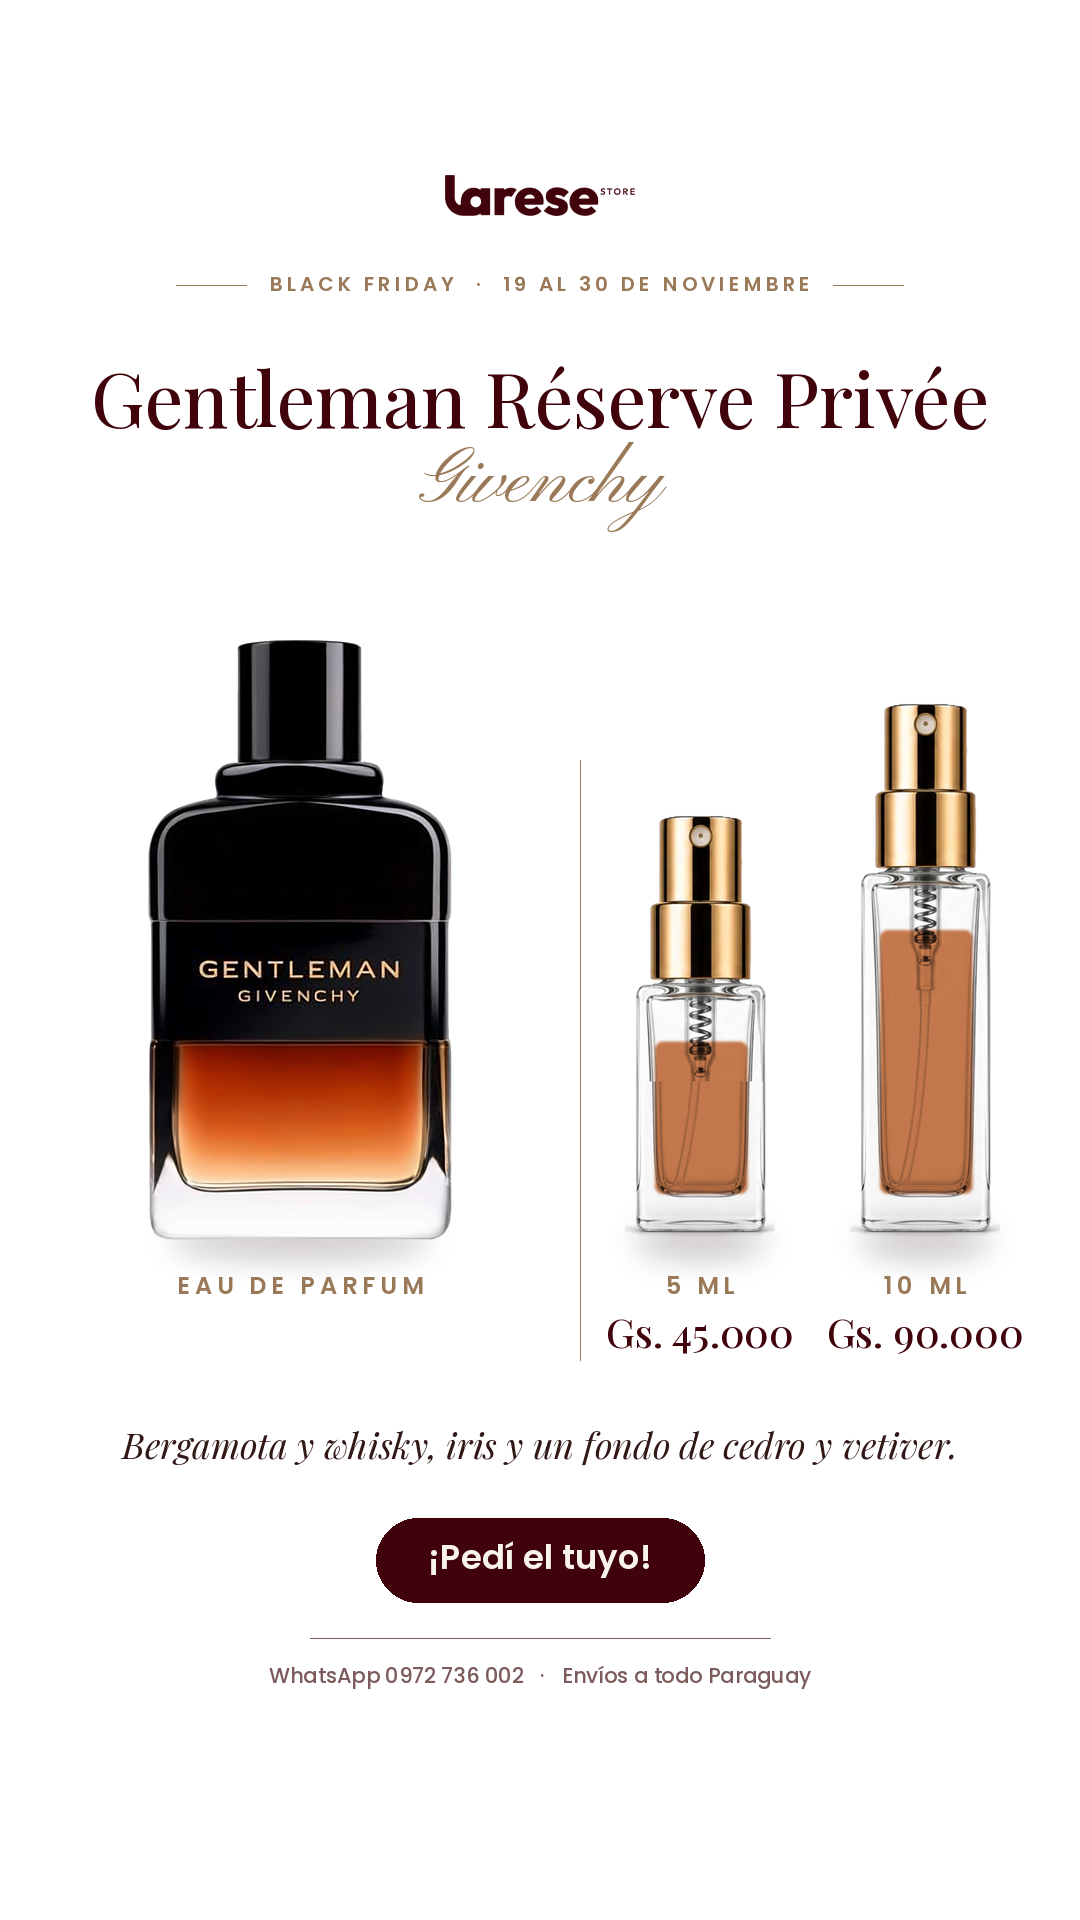 Larese STORE
BLACK FRIDAY · 19 AL 30 DE NOVIEMBRE
Gentleman Réserve Privée
Givenchy
GENTLEMAN
GIVENCHY
EAU DE PARFUM
5 ML
Gs. 45.000
10 ML
Gs. 90.000
Bergamota y whisky, iris y un fondo de cedro y vetiver.
¡Pedí el tuyo!
WhatsApp 0972 736 002 · Envíos a todo Paraguay